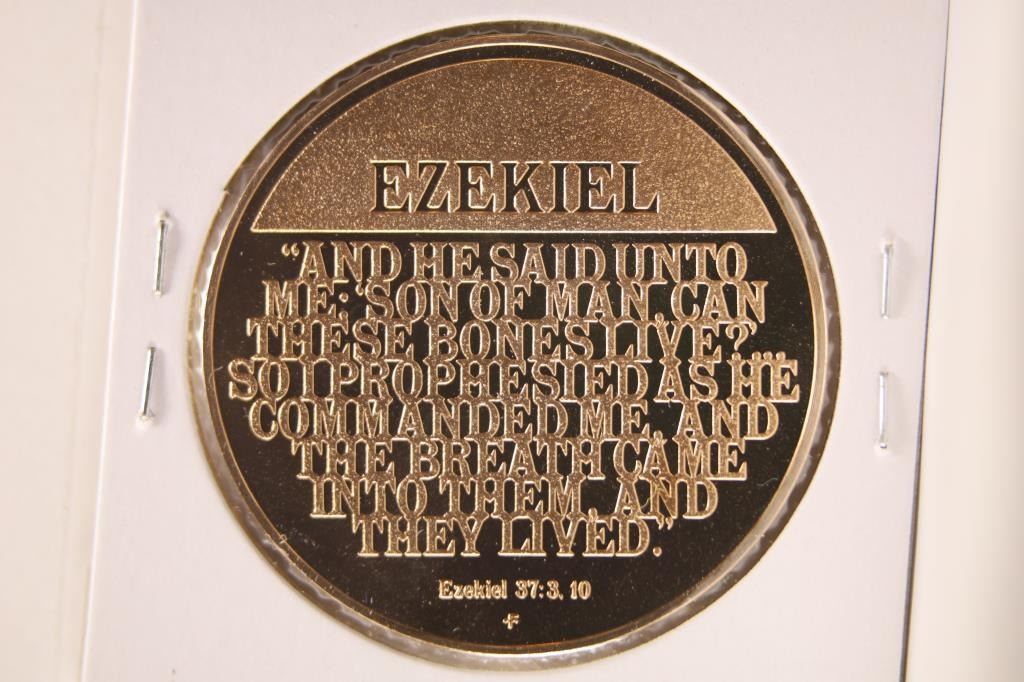 EZEKIEL
“AND HE SAID UNTO
ME: ‘SON OF MAN, CAN
THESE BONES LIVE?’....
SO I PROPHESIED AS HE
COMMANDED ME, AND
THE BREATH CAME
INTO THEM, AND
THEY LIVED.”
Ezekiel 37:3, 10